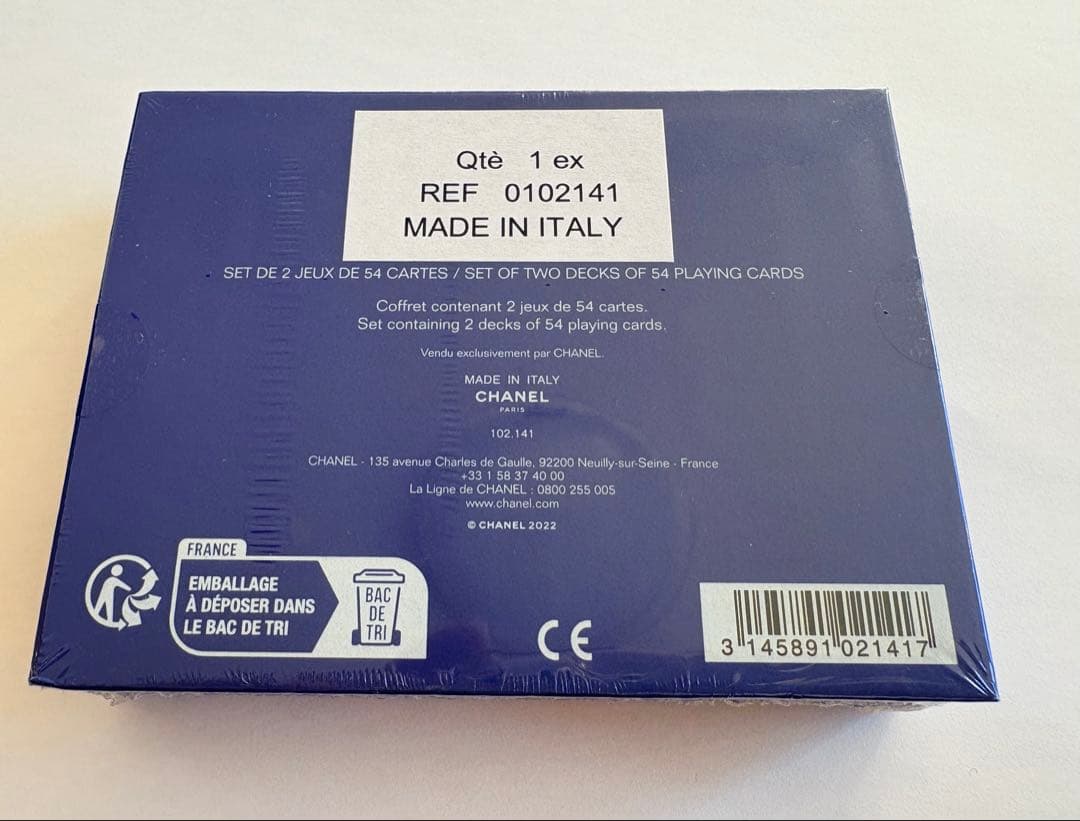 Qtè 1 ex
REF 0102141
MADE IN ITALY
SET DE 2 JEUX DE 54 CARTES / SET OF TWO DECKS OF 54 PLAYING CARDS
Coffret contenant 2 jeux de 54 cartes.
Set containing 2 decks of 54 playing cards.
Vendu exclusivement par CHANEL.
MADE IN ITALY
CHANEL
PARIS
102.141
CHANEL - 135 avenue Charles de Gaulle, 92200 Neuilly-sur-Seine - France
+33 1 58 37 40 00
La Ligne de CHANEL : 0800 255 005
www.chanel.com
© CHANEL 2022
FRANCE
EMBALLAGE
À DÉPOSER DANS
LE BAC DE TRI
BAC
DE
TRI
CE
3 145891 021417